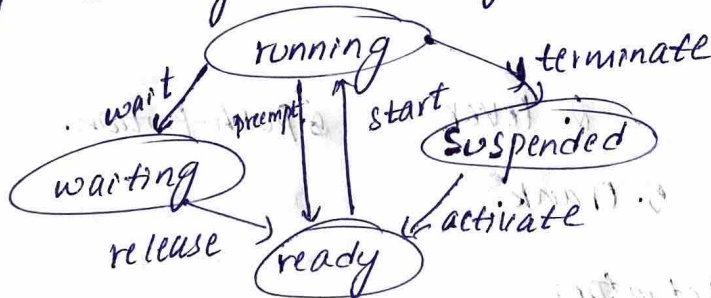 running
terminate
wait
preempt
start
suspended
waiting
activate
release
ready